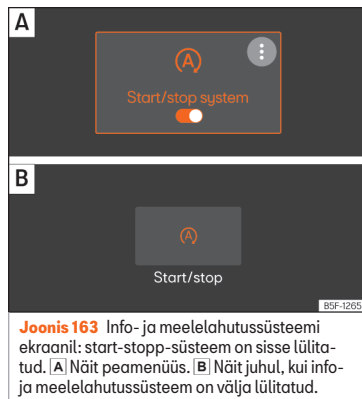 A
A
Start/stop system
B
A
Start/stop
B5F-1265
Joonis 163 Info- ja meelelahutussüsteemi
ekraanil: start-stopp-süsteem on sisse lülita-
tud. A Näit peamenüüs. B Näit juhul, kui info-
ja meelelahutussüsteem on välja lülitatud.